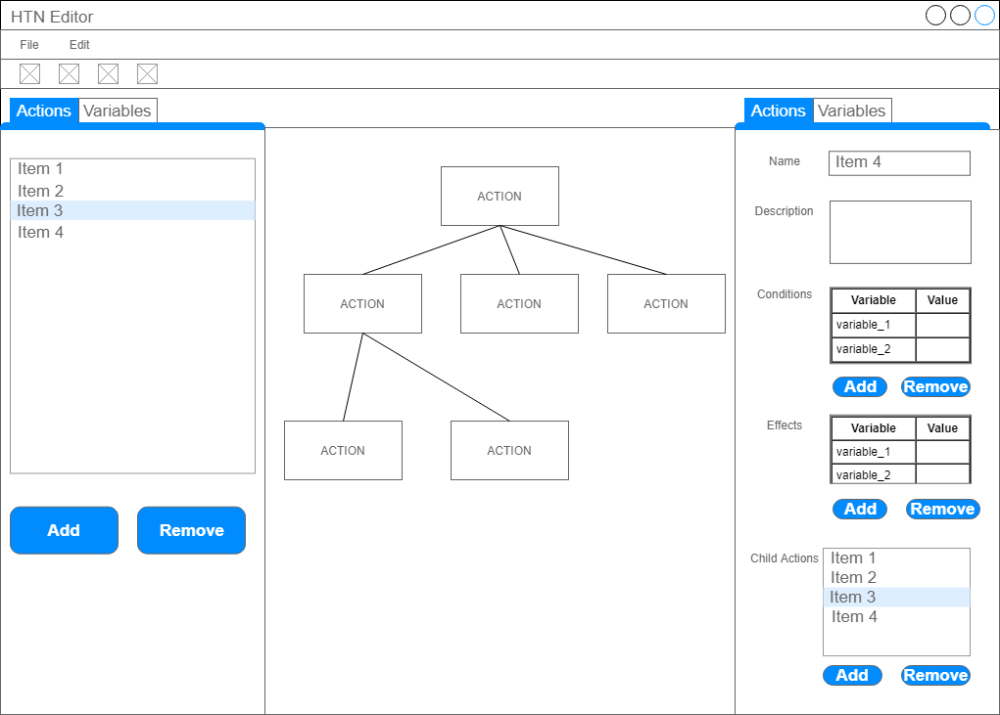 HTN Editor
File Edit
Actions Variables
Item 1
Item 2
Item 3
Item 4
Add Remove
ACTION
ACTION ACTION ACTION
ACTION ACTION
Actions Variables
Name Item 4
Description
Conditions
Variable Value
variable_1
variable_2
Add Remove
Effects
Variable Value
variable_1
variable_2
Add Remove
Child Actions
Item 1
Item 2
Item 3
Item 4
Add Remove